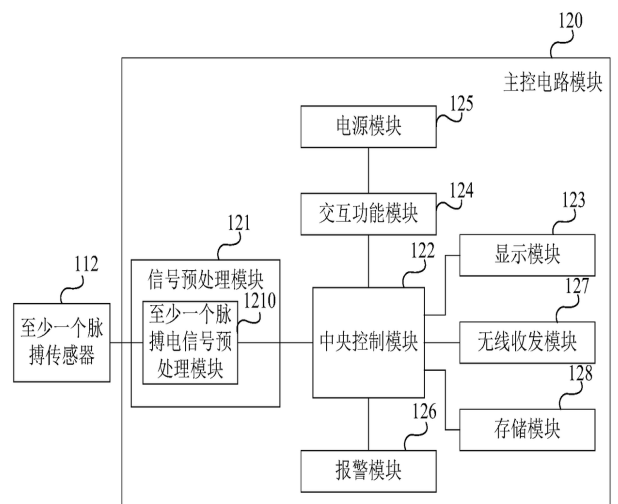 120
主控电路模块
125
电源模块
124
交互功能模块
123
显示模块
121
信号预处理模块
122
112
至少一个脉
搏传感器
1210
至少一个脉
搏电信号预
处理模块
中央控制模块
127
无线收发模块
128
存储模块
126
报警模块